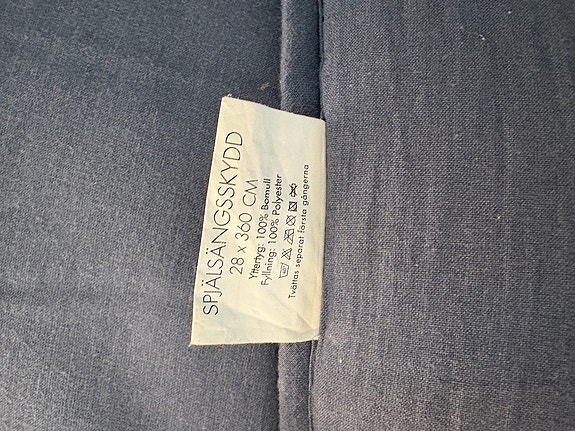 SPJÄLSÄNGSSKYDD
28 x 360 CM
Yttertyg: 100% Bomull
Fyllning: 100% Polyester
Tvättas separat första gångerna